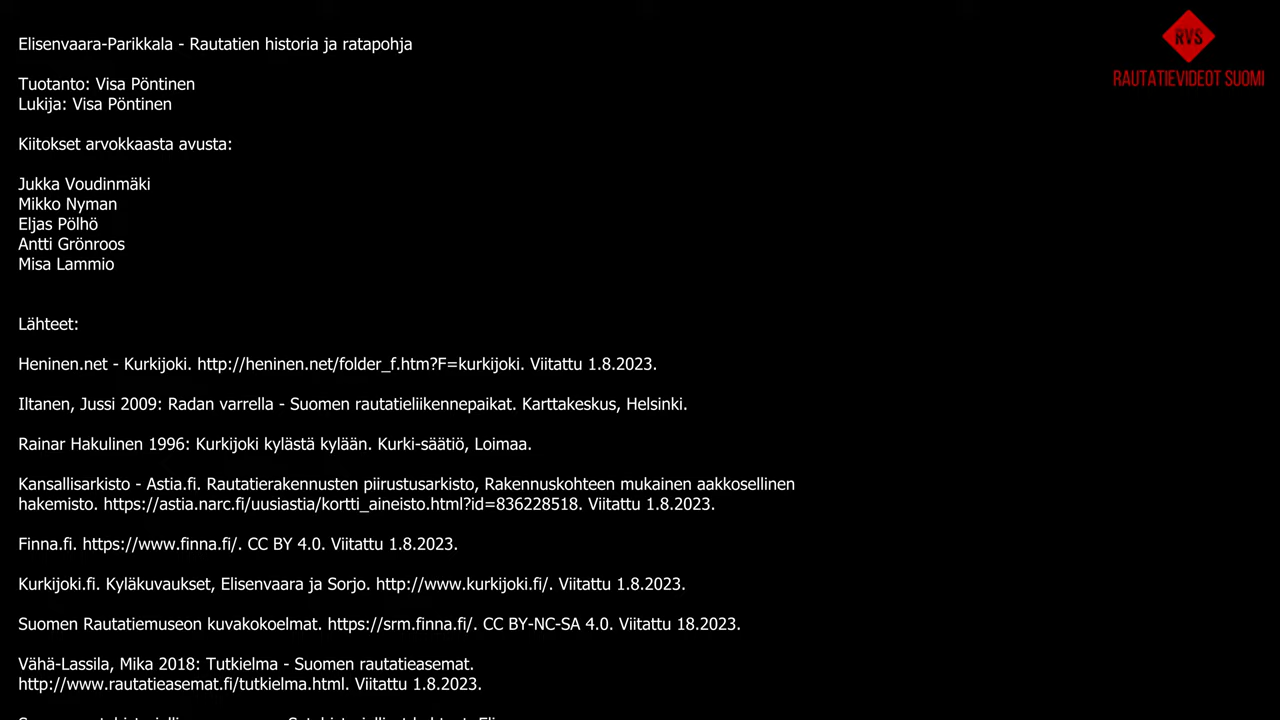 Elisenvaara-Parikkala - Rautatien historia ja ratapohja
RVS
RAUTATIEVIDEOT SUOMI
Tuotanto: Visa Pöntinen
Lukija: Visa Pöntinen
Kiitokset arvokkaasta avusta:
Jukka Voudinmäki
Mikko Nyman
Eljas Pölhö
Antti Grönroos
Misa Lammio
Lähteet:
Heninen.net - Kurkijoki. http://heninen.net/folder_f.htm?F=kurkijoki. Viitattu 1.8.2023.
Iltanen, Jussi 2009: Radan varrella - Suomen rautatieliikennepaikat. Karttakeskus, Helsinki.
Rainar Hakulinen 1996: Kurkijoki kylästä kylään. Kurki-säätiö, Loimaa.
Kansallisarkisto - Astia.fi. Rautatierakennusten piirustusarkisto, Rakennuskohteen mukainen aakkosellinen
hakemisto. https://astia.narc.fi/uusiastia/kortti_aineisto.html?id=836228518. Viitattu 1.8.2023.
Finna.fi. https://www.finna.fi/. CC BY 4.0. Viitattu 1.8.2023.
Kurkijoki.fi. Kyläkuvaukset, Elisenvaara ja Sorjo. http://www.kurkijoki.fi/. Viitattu 1.8.2023.
Suomen Rautatiemuseon kuvakokoelmat. https://srm.finna.fi/. CC BY-NC-SA 4.0. Viitattu 18.2023.
Vähä-Lassila, Mika 2018: Tutkielma - Suomen rautatieasemat.
http://www.rautatieasemat.fi/tutkielma.html. Viitattu 1.8.2023.